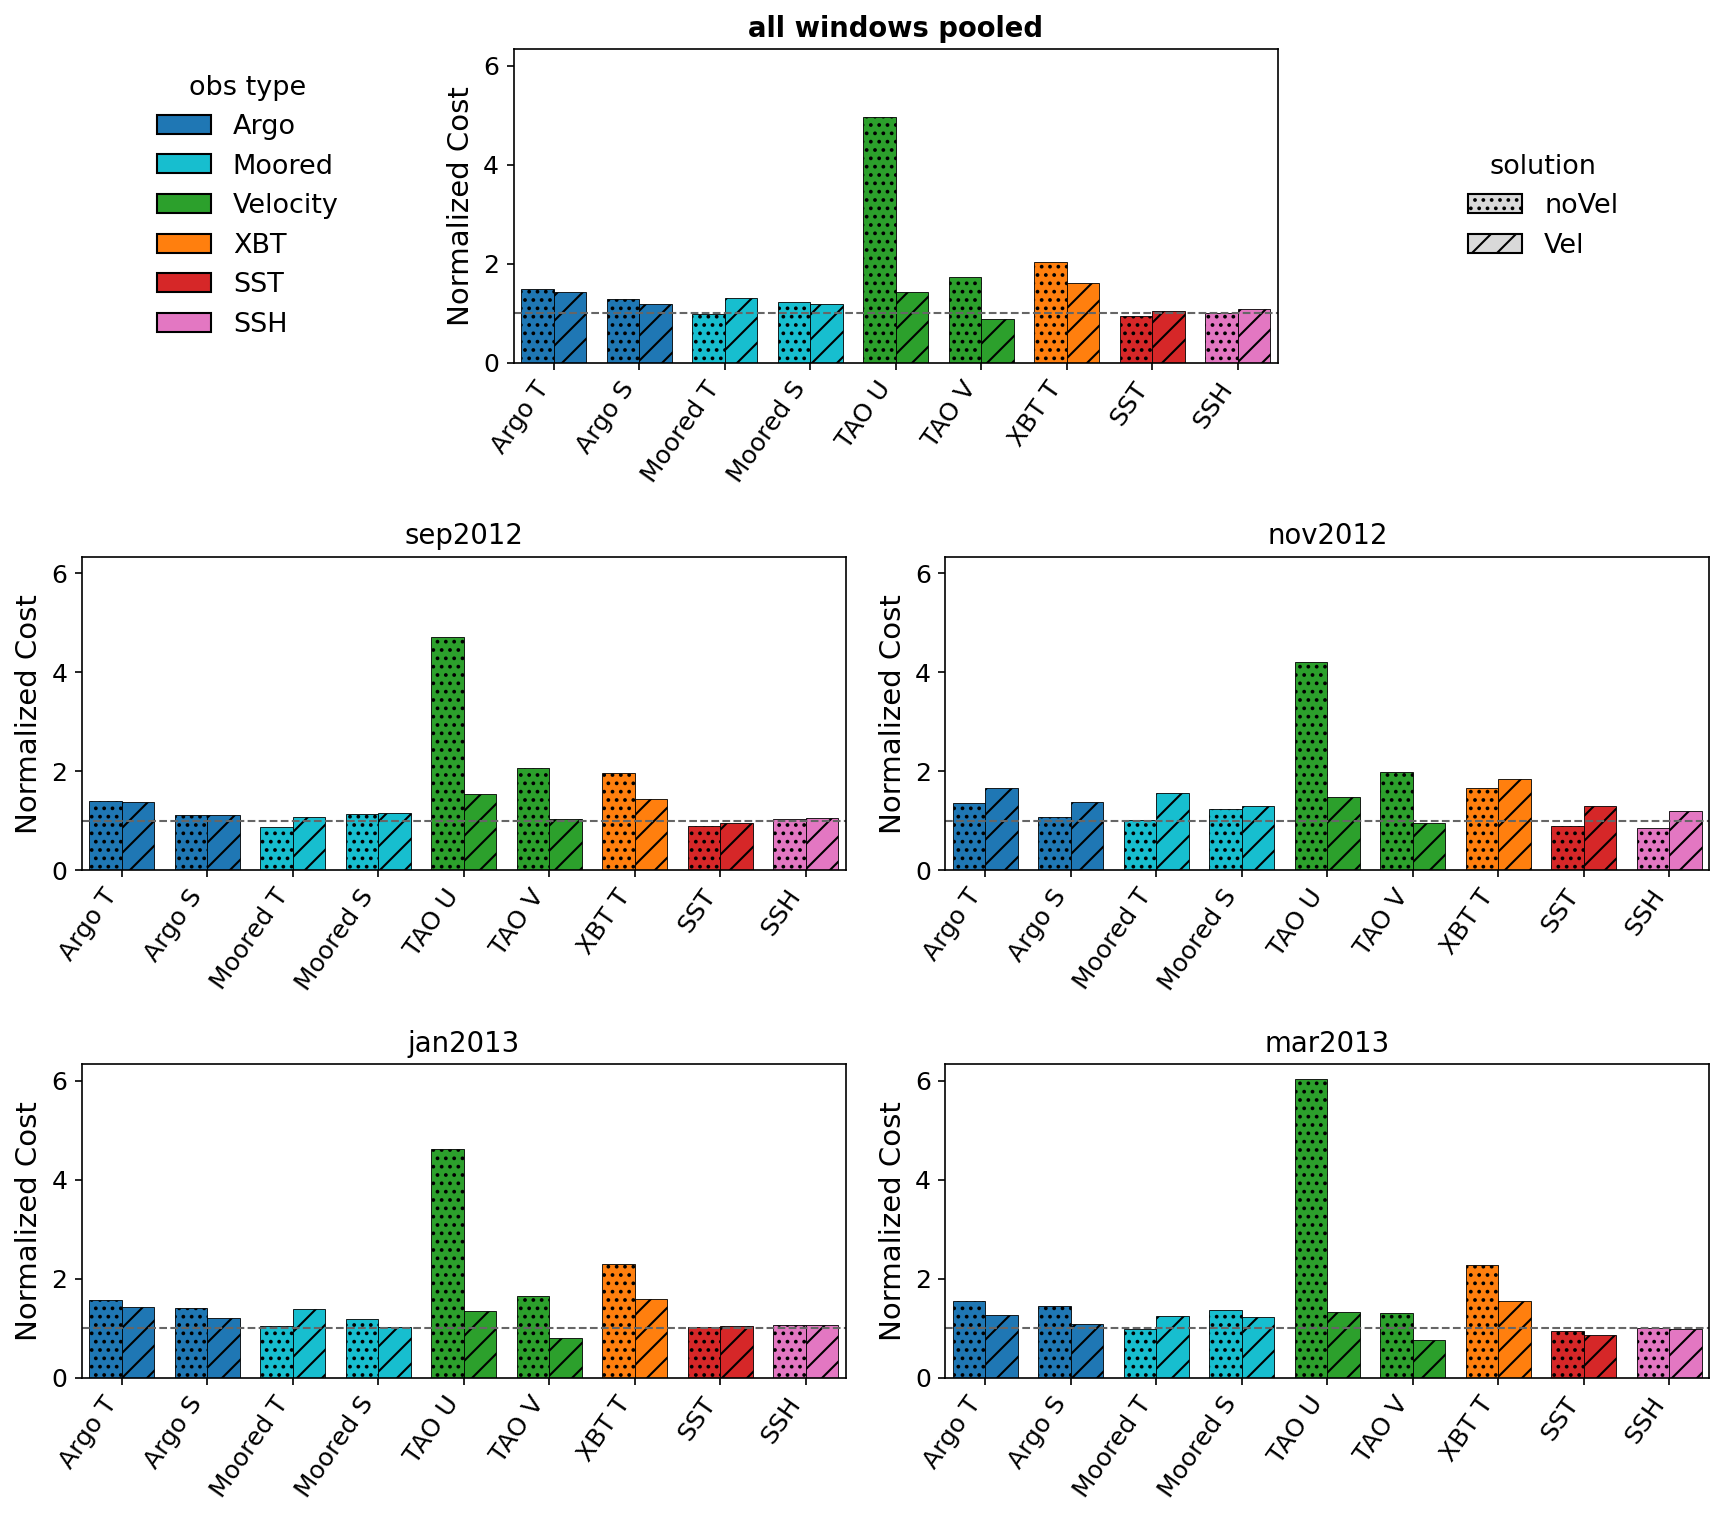 all windows pooled
obs type
Argo
Moored
Velocity
XBT
SST
SSH
Normalized Cost
6
4
2
0
Argo T
Argo S
Moored T
Moored S
TAO U
TAO V
XBT T
SST
SSH
solution
noVel
Vel
sep2012
Normalized Cost
6
4
2
0
Argo T
Argo S
Moored T
Moored S
TAO U
TAO V
XBT T
SST
SSH
nov2012
Normalized Cost
6
4
2
0
Argo T
Argo S
Moored T
Moored S
TAO U
TAO V
XBT T
SST
SSH
jan2013
Normalized Cost
6
4
2
0
Argo T
Argo S
Moored T
Moored S
TAO U
TAO V
XBT T
SST
SSH
mar2013
Normalized Cost
6
4
2
0
Argo T
Argo S
Moored T
Moored S
TAO U
TAO V
XBT T
SST
SSH